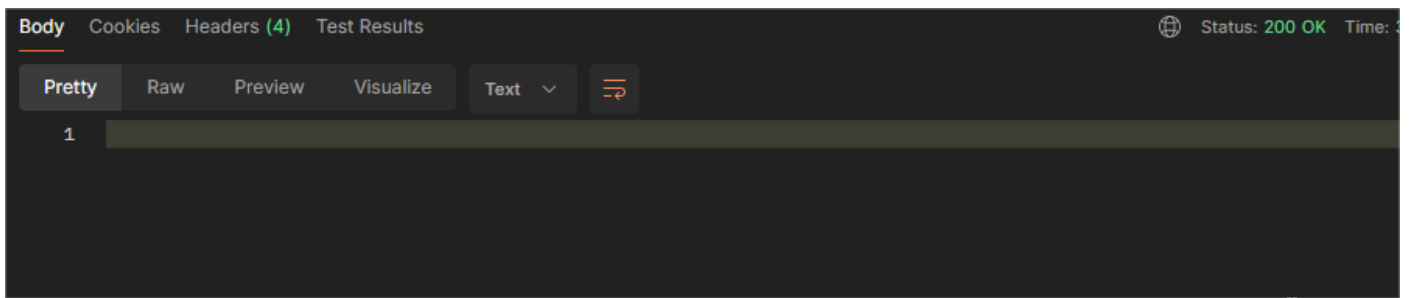 Body Cookies Headers (4) Test Results Status: 200 OK Time:
Pretty Raw Preview Visualize Text
1